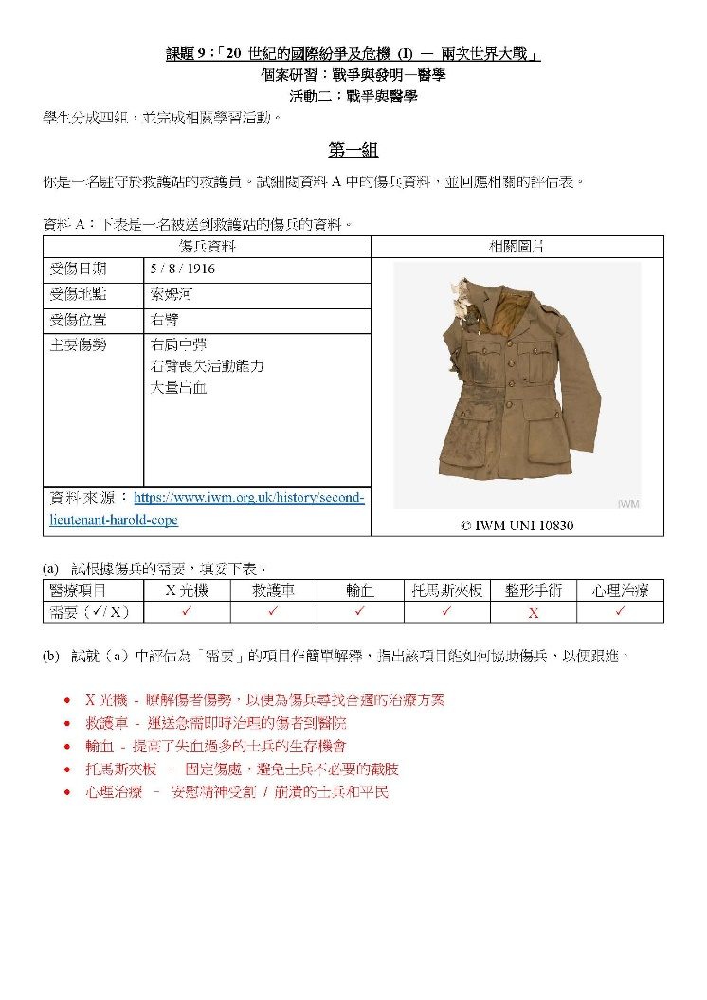 課題 9：「20 世紀的國際紛爭及危機 (I) — 兩次世界大戰」
個案研習：戰爭與發明—醫學
活動二：戰爭與醫學
學生分成四組，並完成相關學習活動。
第一組
你是一名駐守於救護站的救護員。試細閱資料 A 中的傷兵資料，並回應相關的評估表。
資料 A：下表是一名被送到救護站的傷兵的資料。
傷兵資料 相關圖片
受傷日期 5 / 8 / 1916
受傷地點 索姆河
受傷位置 右臂
主要傷勢 右肩中彈
右臂喪失活動能力
大量出血
資料來源：https://www.iwm.org.uk/history/second-
lieutenant-harold-cope
IWM
© IWM UNI 10830
(a) 試根據傷兵的需要，填妥下表：
醫療項目 X 光機 救護車 輸血 托馬斯夾板 整形手術 心理治療
需要（✓/ X） ✓ ✓ ✓ ✓ X ✓
(b) 試就（a）中評估為「需要」的項目作簡單解釋，指出該項目能如何協助傷兵，以便跟進。
• X 光機 - 瞭解傷者傷勢，以便為傷兵尋找合適的治療方案
• 救護車 - 運送急需即時治理的傷者到醫院
• 輸血 - 提高了失血過多的士兵的生存機會
• 托馬斯夾板 – 固定傷處，避免士兵不必要的截肢
• 心理治療 – 安慰精神受創 / 崩潰的士兵和平民